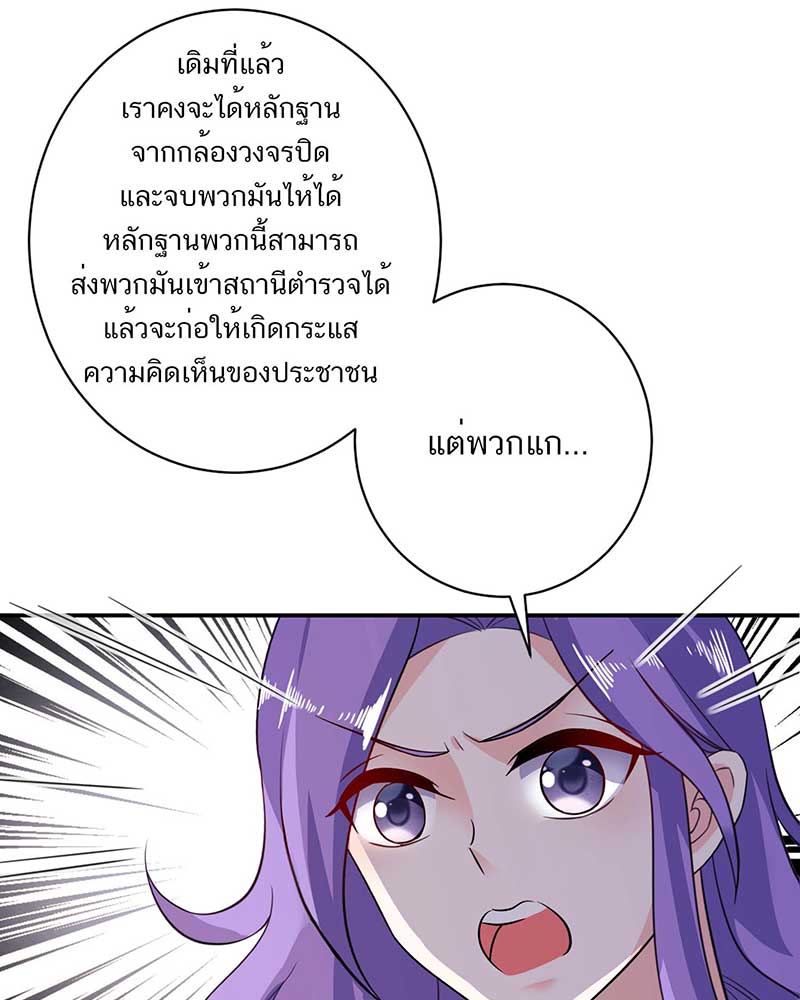 เดิมที่แล้ว
เราคงจะได้หลักฐาน
จากกล้องวงจรปิด
และจบพวกมันไห้ได้
หลักฐานพวกนี้สามารถ
ส่งพวกมันเข้าสถานีตำรวจได้
แล้วจะก่อให้เกิดกระแส
ความคิดเห็นของประชาชน
แต่พวกแก...